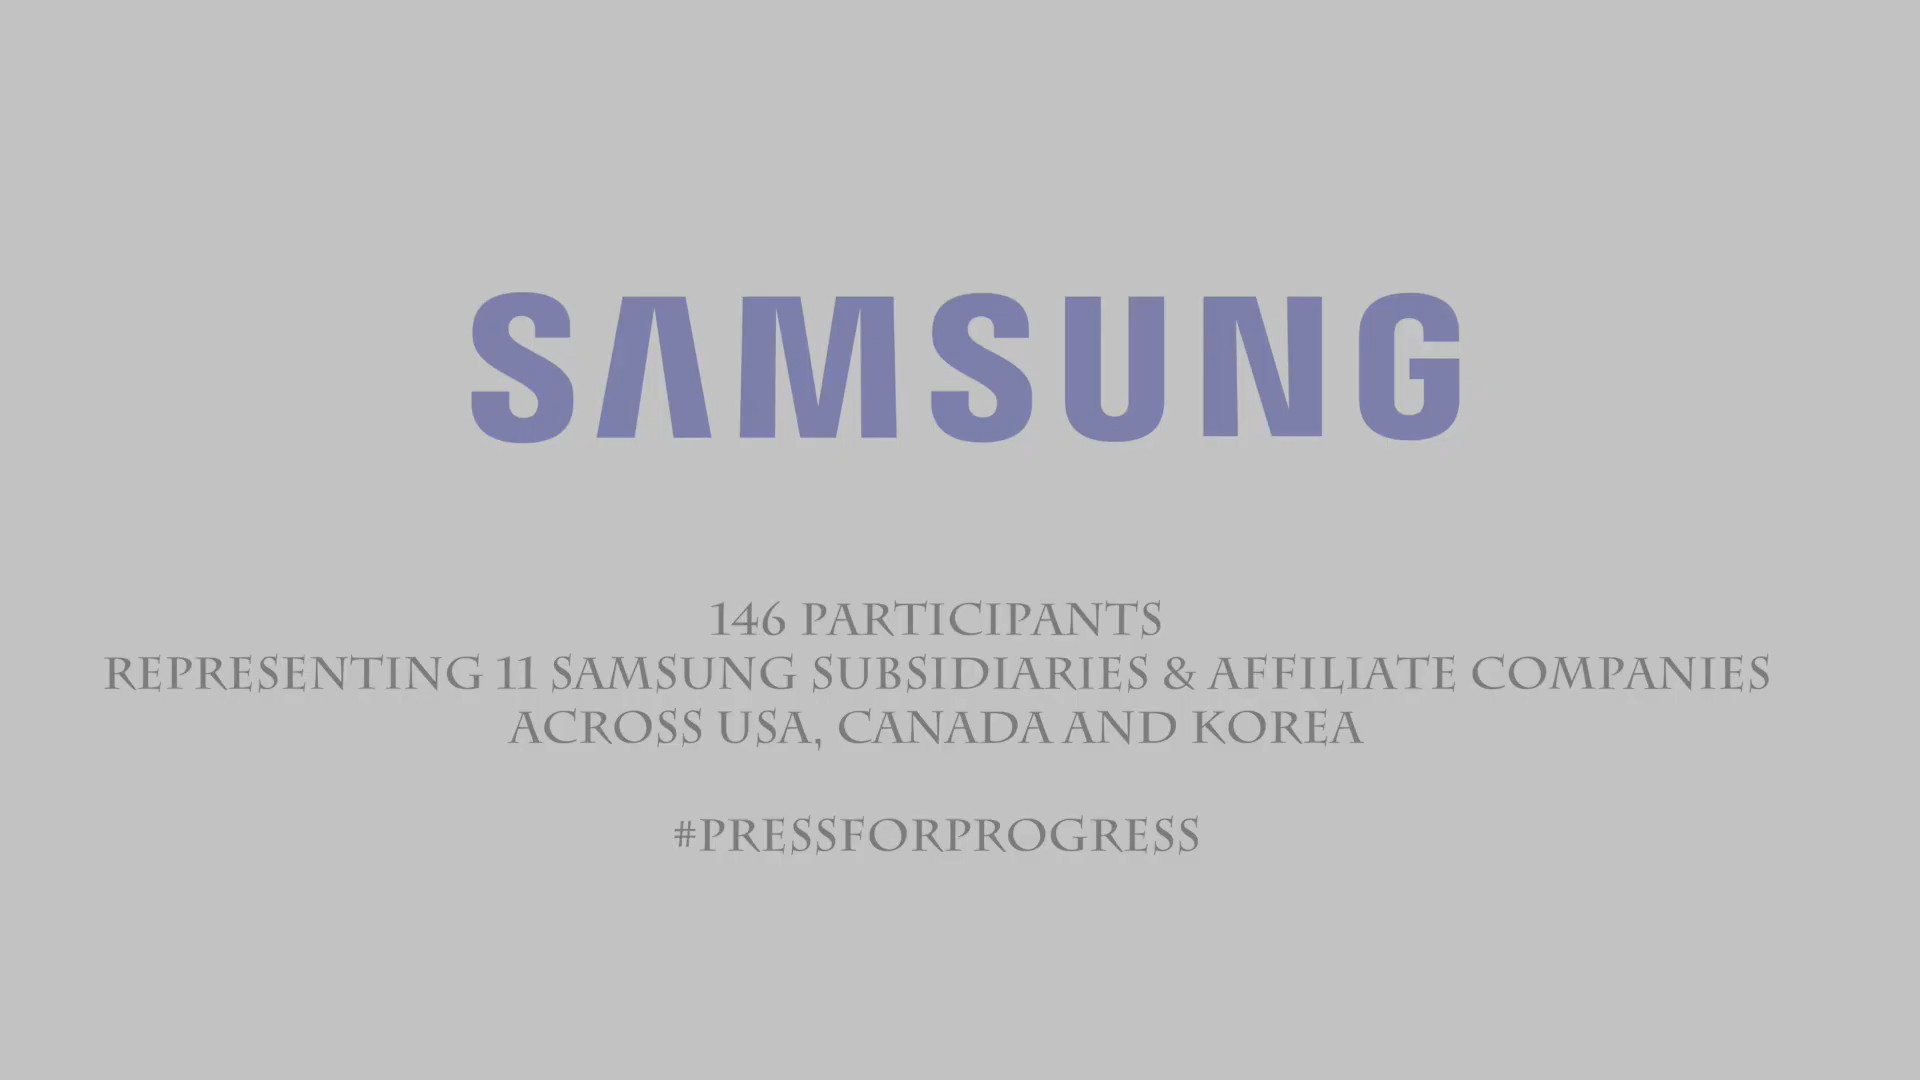 SAMSUNG
146 PARTICIPANTS
REPRESENTING 11 SAMSUNG SUBSIDIARIES & AFFILIATE COMPANIES
ACROSS USA, CANADA AND KOREA
#PRESSFORPROGRESS